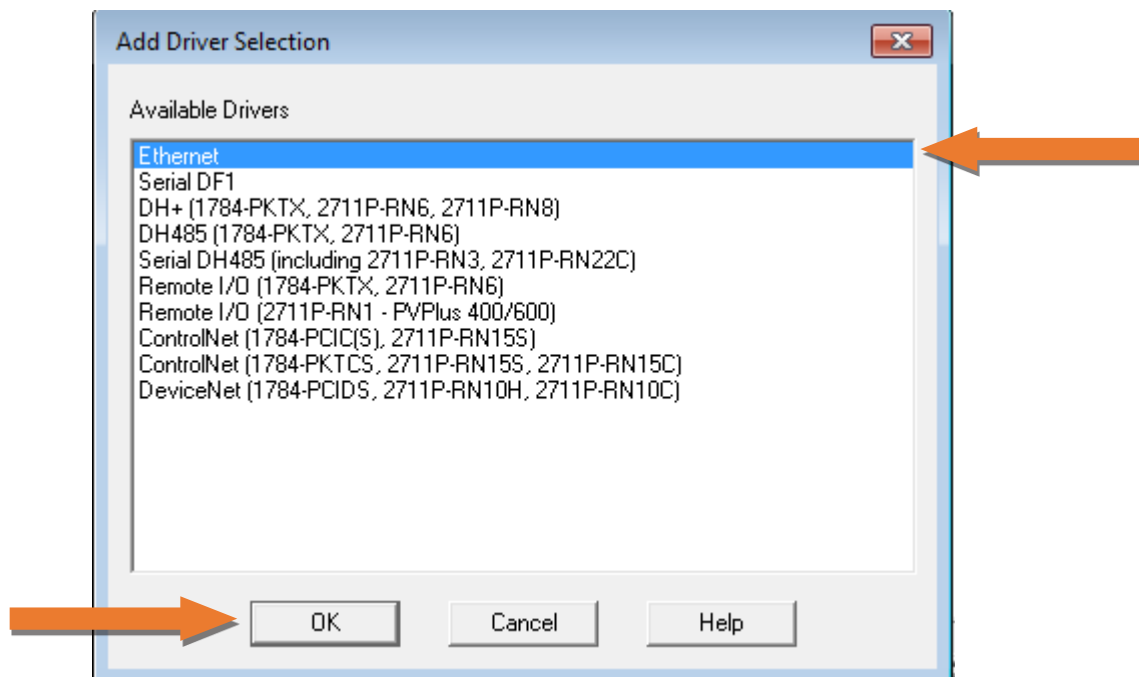 Add Driver Selection
Available Drivers
Ethernet
Serial DF1
DH+ (1784-PKTX, 2711P-RN6, 2711P-RN8)
DH485 (1784-PKTX, 2711P-RN6)
Serial DH485 (including 2711P-RN3, 2711P-RN22C)
Remote I/O (1784-PKTX, 2711P-RN6)
Remote I/O (2711P-RN1 - PVPlus 400/600)
ControlNet (1784-PCIC(S), 2711P-RN15S)
ControlNet (1784-PKTCS, 2711P-RN15S, 2711P-RN15C)
DeviceNet (1784-PCIDS, 2711P-RN10H, 2711P-RN10C)
OK Cancel Help